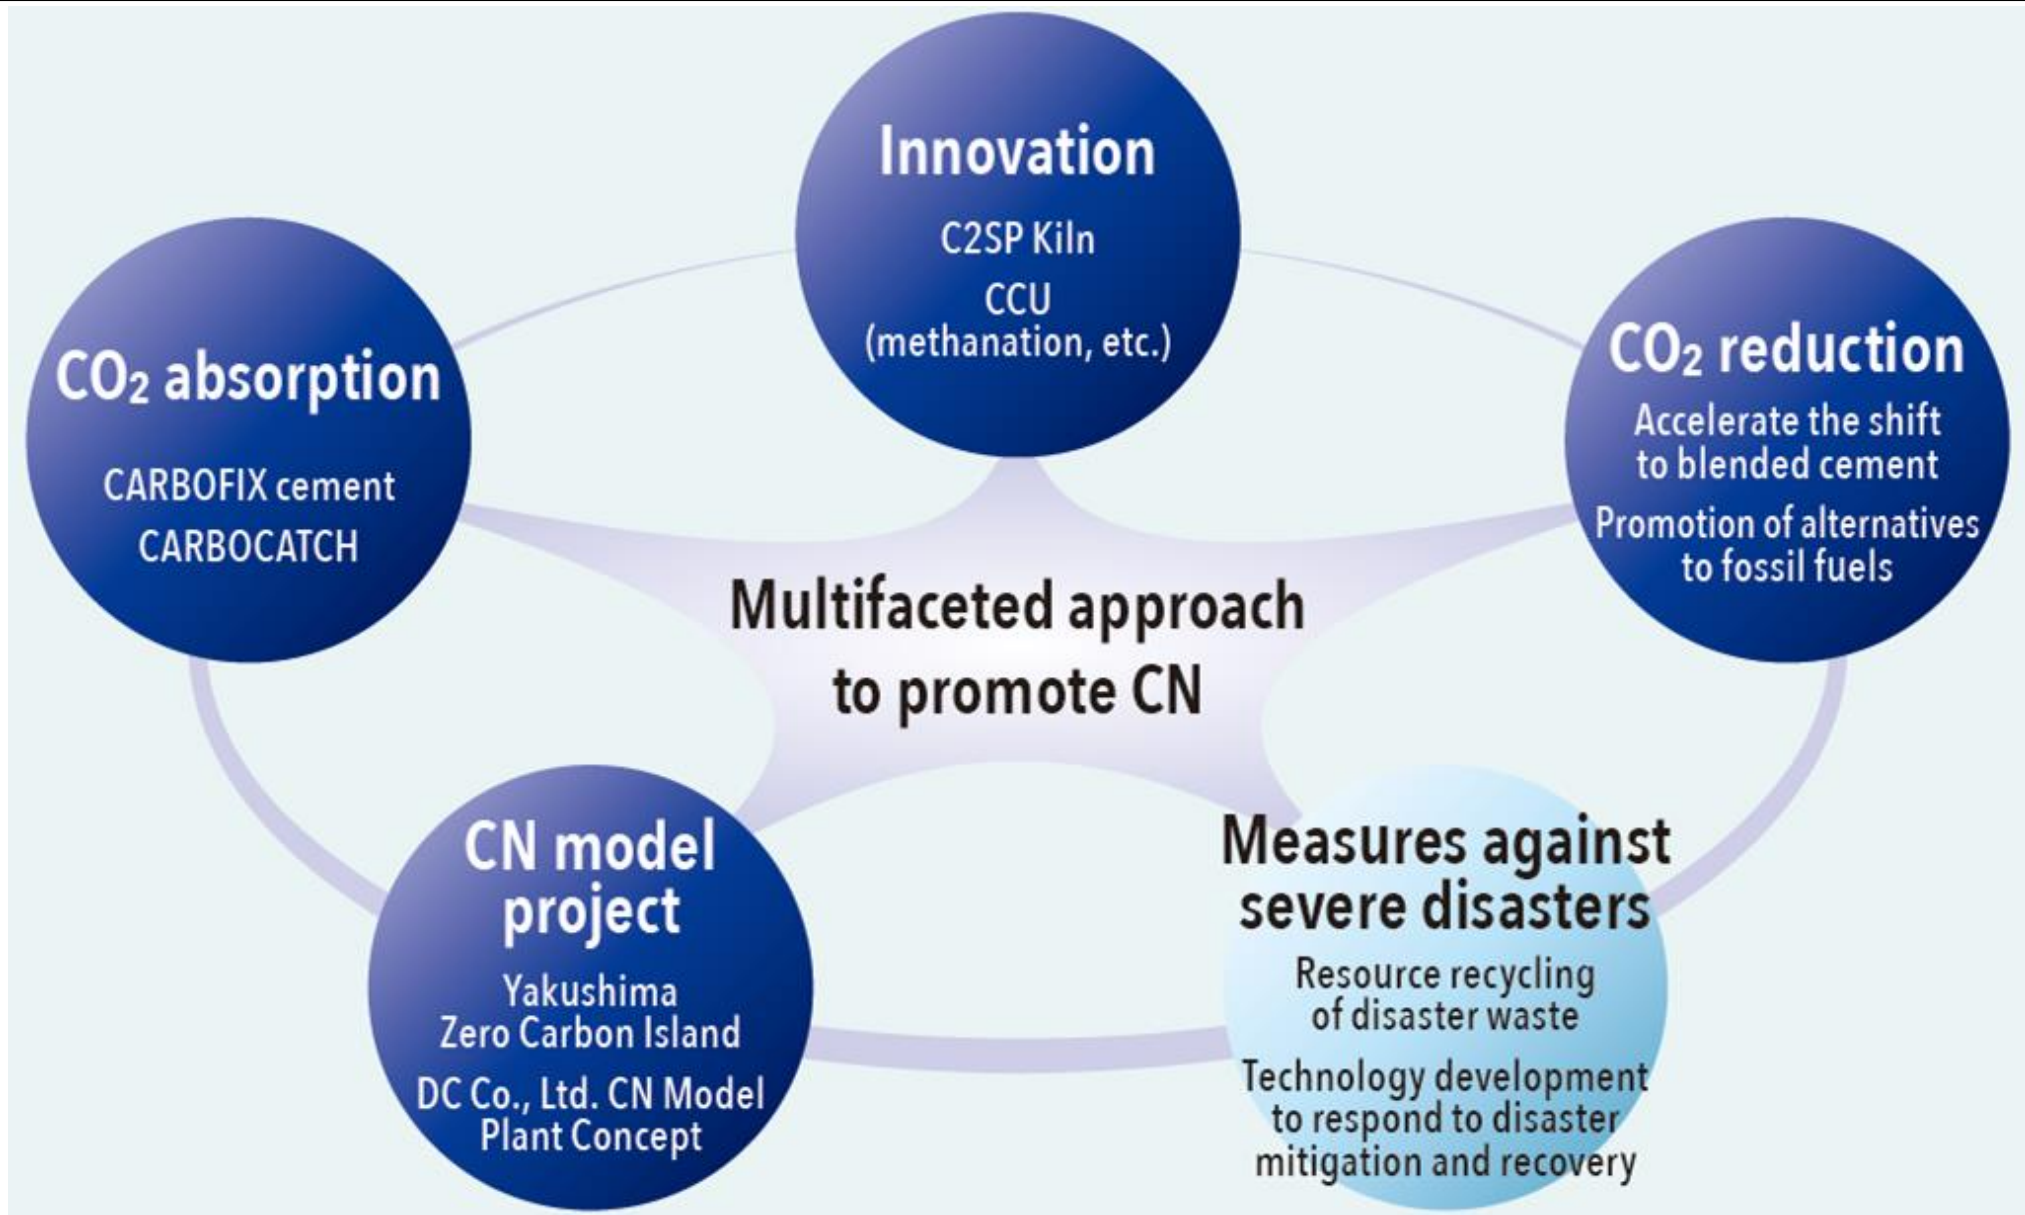 Innovation
C2SP Kiln
CCU
(methanation, etc.)
CO₂ absorption
CARBOFIX cement
CARBOCATCH
CO₂ reduction
Accelerate the shift
to blended cement
Promotion of alternatives
to fossil fuels
Multifaceted approach
to promote CN
CN model
project
Yakushima
Zero Carbon Island
DC Co., Ltd. CN Model
Plant Concept
Measures against
severe disasters
Resource recycling
of disaster waste
Technology development
to respond to disaster
mitigation and recovery